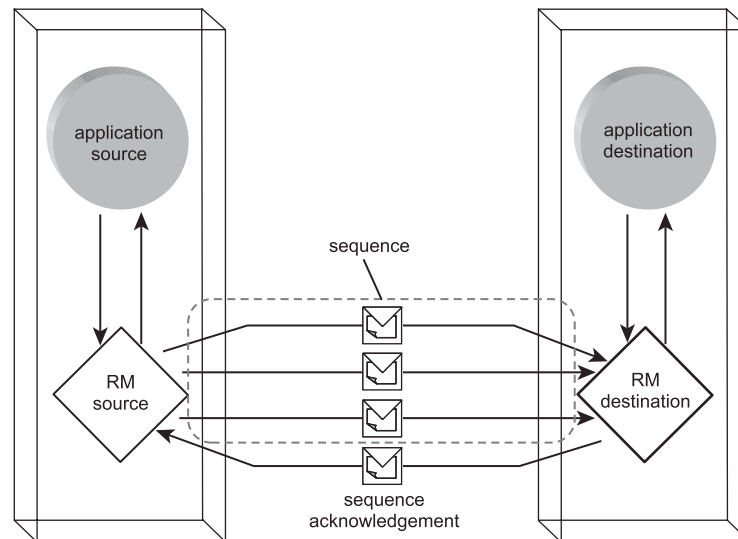 application
source
application
destination
sequence
RM
source
RM
destination
sequence
acknowledgement